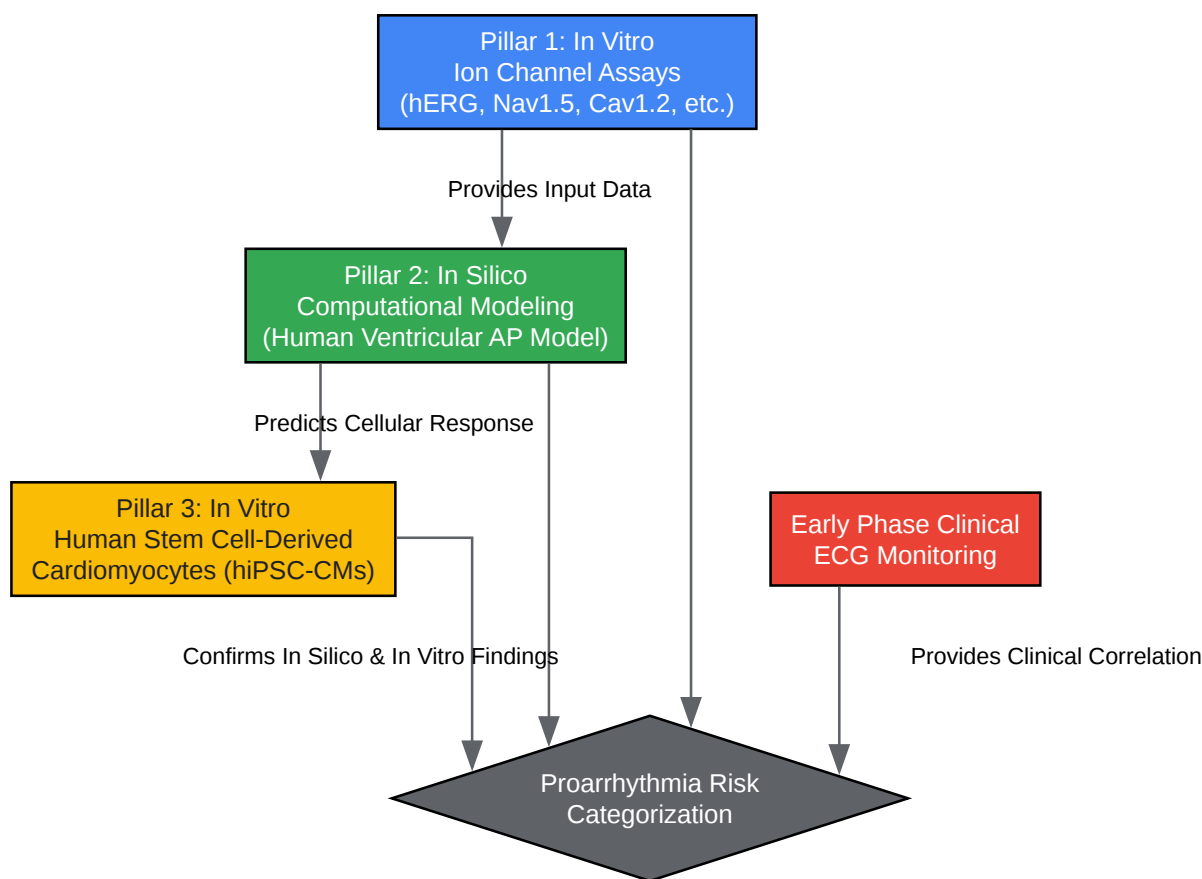 Pillar 1: In Vitro
Ion Channel Assays
(hERG, Nav1.5, Cav1.2, etc.)
Provides Input Data
Pillar 2: In Silico
Computational Modeling
(Human Ventricular AP Model)
Predicts Cellular Response
Pillar 3: In Vitro
Human Stem Cell-Derived
Cardiomyocytes (hiPSC-CMs)
Early Phase Clinical
ECG Monitoring
Confirms In Silico & In Vitro Findings
Provides Clinical Correlation
Proarrhythmia Risk
Categorization